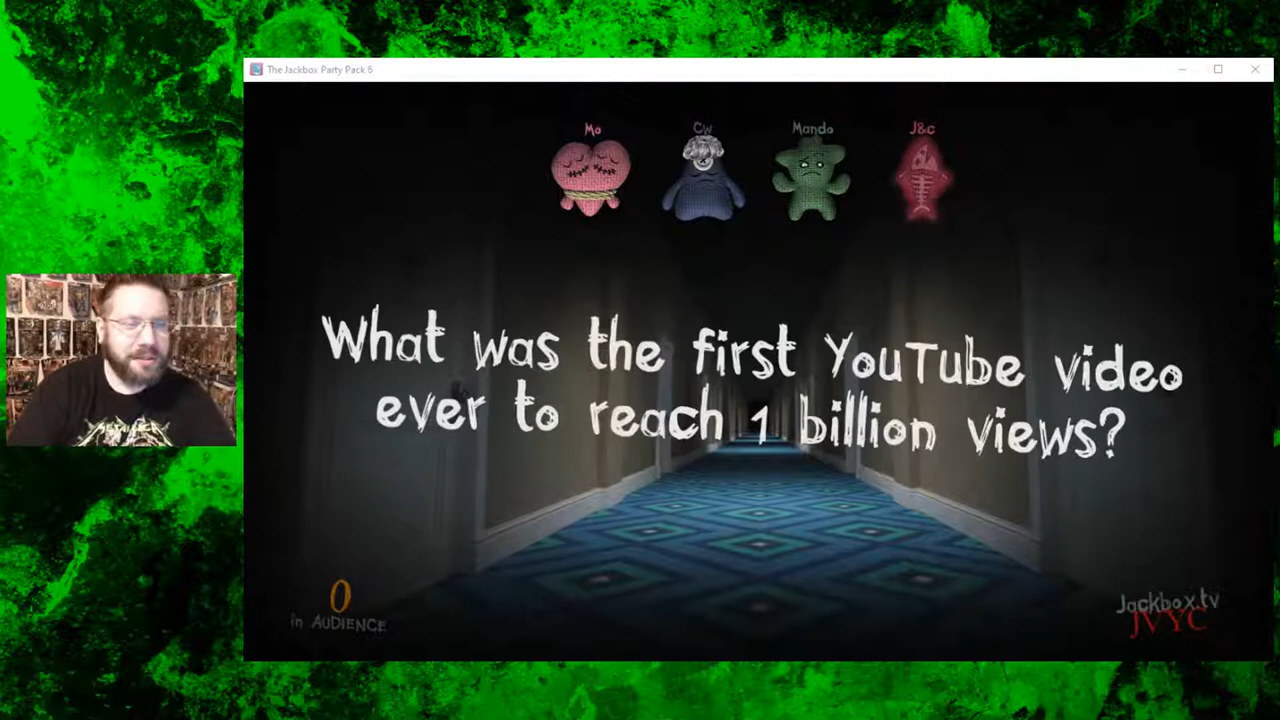 The Jackbox Party Pack 6
Mo Cw Mando J&c
What was the first YouTube video
ever to reach 1 billion views?
0
in AUDIENCE
Jackbox.tv
JVYC
METALLICA